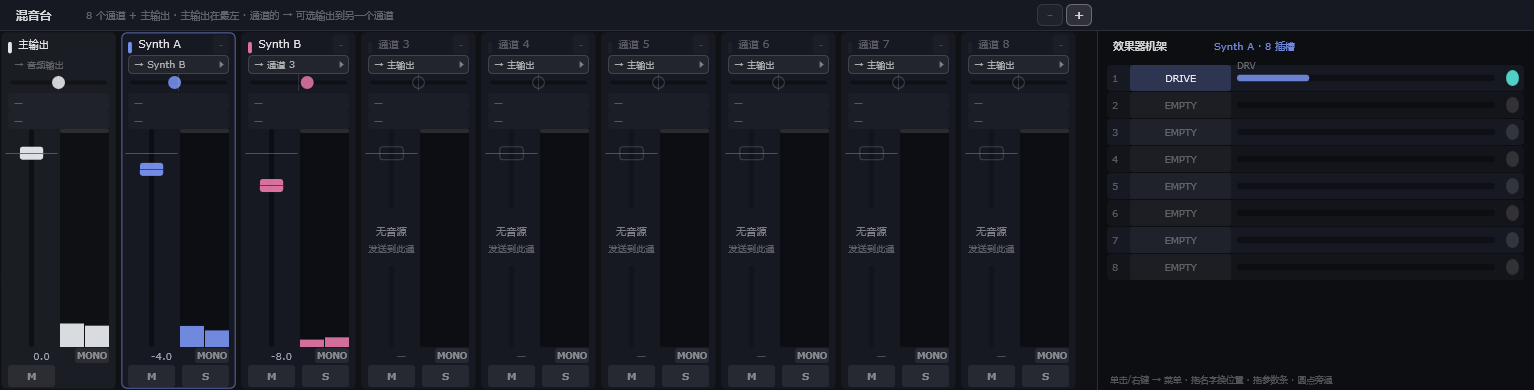 混音台
8 个通道 + 主输出 · 主输出在最左 · 通道的 → 可选输出到另一个通道
-
+
主输出
→ 音频输出
—
—
0.0
MONO
M
Synth A
-
→ Synth B
—
—
-4.0
MONO
M
S
Synth B
-
→ 通道 3
—
—
-8.0
MONO
M
S
通道 3
-
→ 主输出
—
—
无音源
发送到此通
—
MONO
M
S
通道 4
-
→ 主输出
—
—
无音源
发送到此通
—
MONO
M
S
通道 5
-
→ 主输出
—
—
无音源
发送到此通
—
MONO
M
S
通道 6
-
→ 主输出
—
—
无音源
发送到此通
—
MONO
M
S
通道 7
-
→ 主输出
—
—
无音源
发送到此通
—
MONO
M
S
通道 8
-
→ 主输出
—
—
无音源
发送到此通
—
MONO
M
S
效果器机架
Synth A · 8 插槽
DRV
1 DRIVE
2 EMPTY
3 EMPTY
4 EMPTY
5 EMPTY
6 EMPTY
7 EMPTY
8 EMPTY
单击/右键 → 菜单 · 拖名字换位置 · 拖参数条 · 圆点旁通